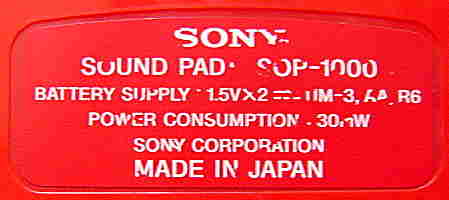 SONY
SOUND PAD· SOP-1000
BATTERY SUPPLY · 1.5V×2 ⎓ UM-3, AA, R6
POWER CONSUMPTION · 30mW
SONY CORPORATION
MADE IN JAPAN